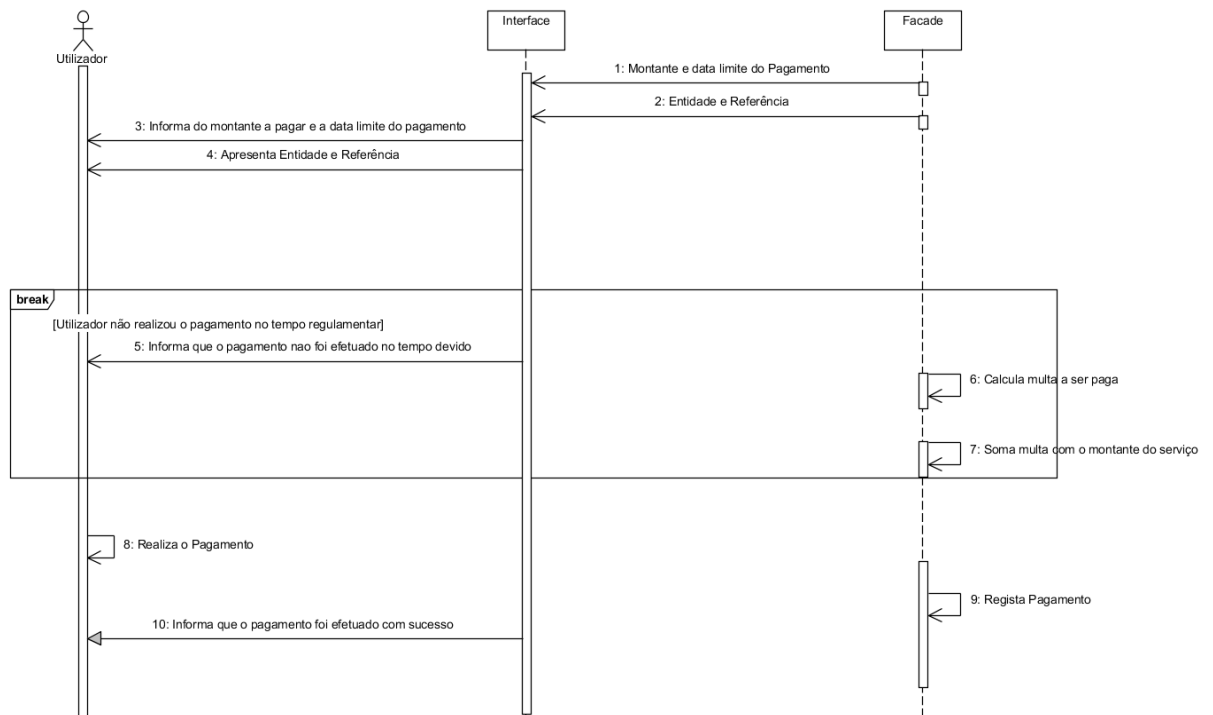 Interface
Facade
Utilizador
1: Montante e data limite do Pagamento
2: Entidade e Referência
3: Informa do montante a pagar e a data limite do pagamento
4: Apresenta Entidade e Referência
break
[Utilizador não realizou o pagamento no tempo regulamentar]
5: Informa que o pagamento nao foi efetuado no tempo devido
6: Calcula multa a ser paga
7: Soma multa com o montante do serviço
8: Realiza o Pagamento
9: Regista Pagamento
10: Informa que o pagamento foi efetuado com sucesso